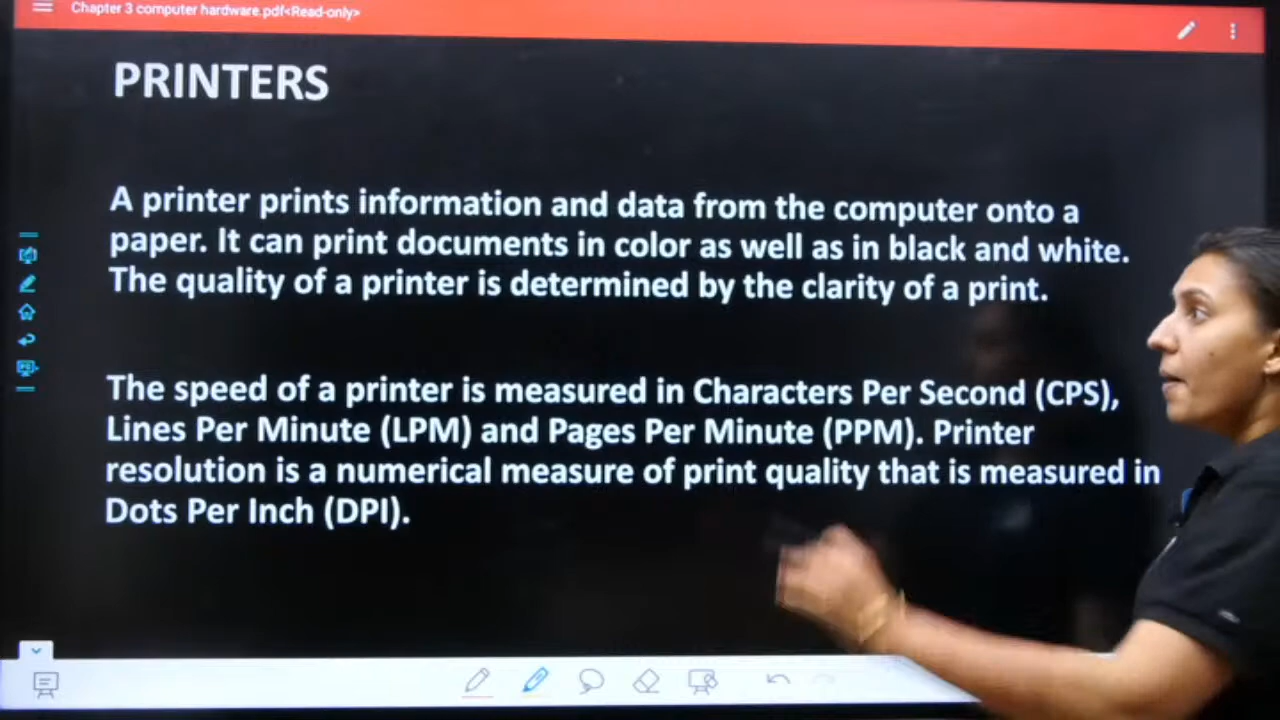 Chapter 3 computer hardware.pdf<Read-only>
PRINTERS
A printer prints information and data from the computer onto a
paper. It can print documents in color as well as in black and white.
The quality of a printer is determined by the clarity of a print.
The speed of a printer is measured in Characters Per Second (CPS),
Lines Per Minute (LPM) and Pages Per Minute (PPM). Printer
resolution is a numerical measure of print quality that is measured in
Dots Per Inch (DPI).